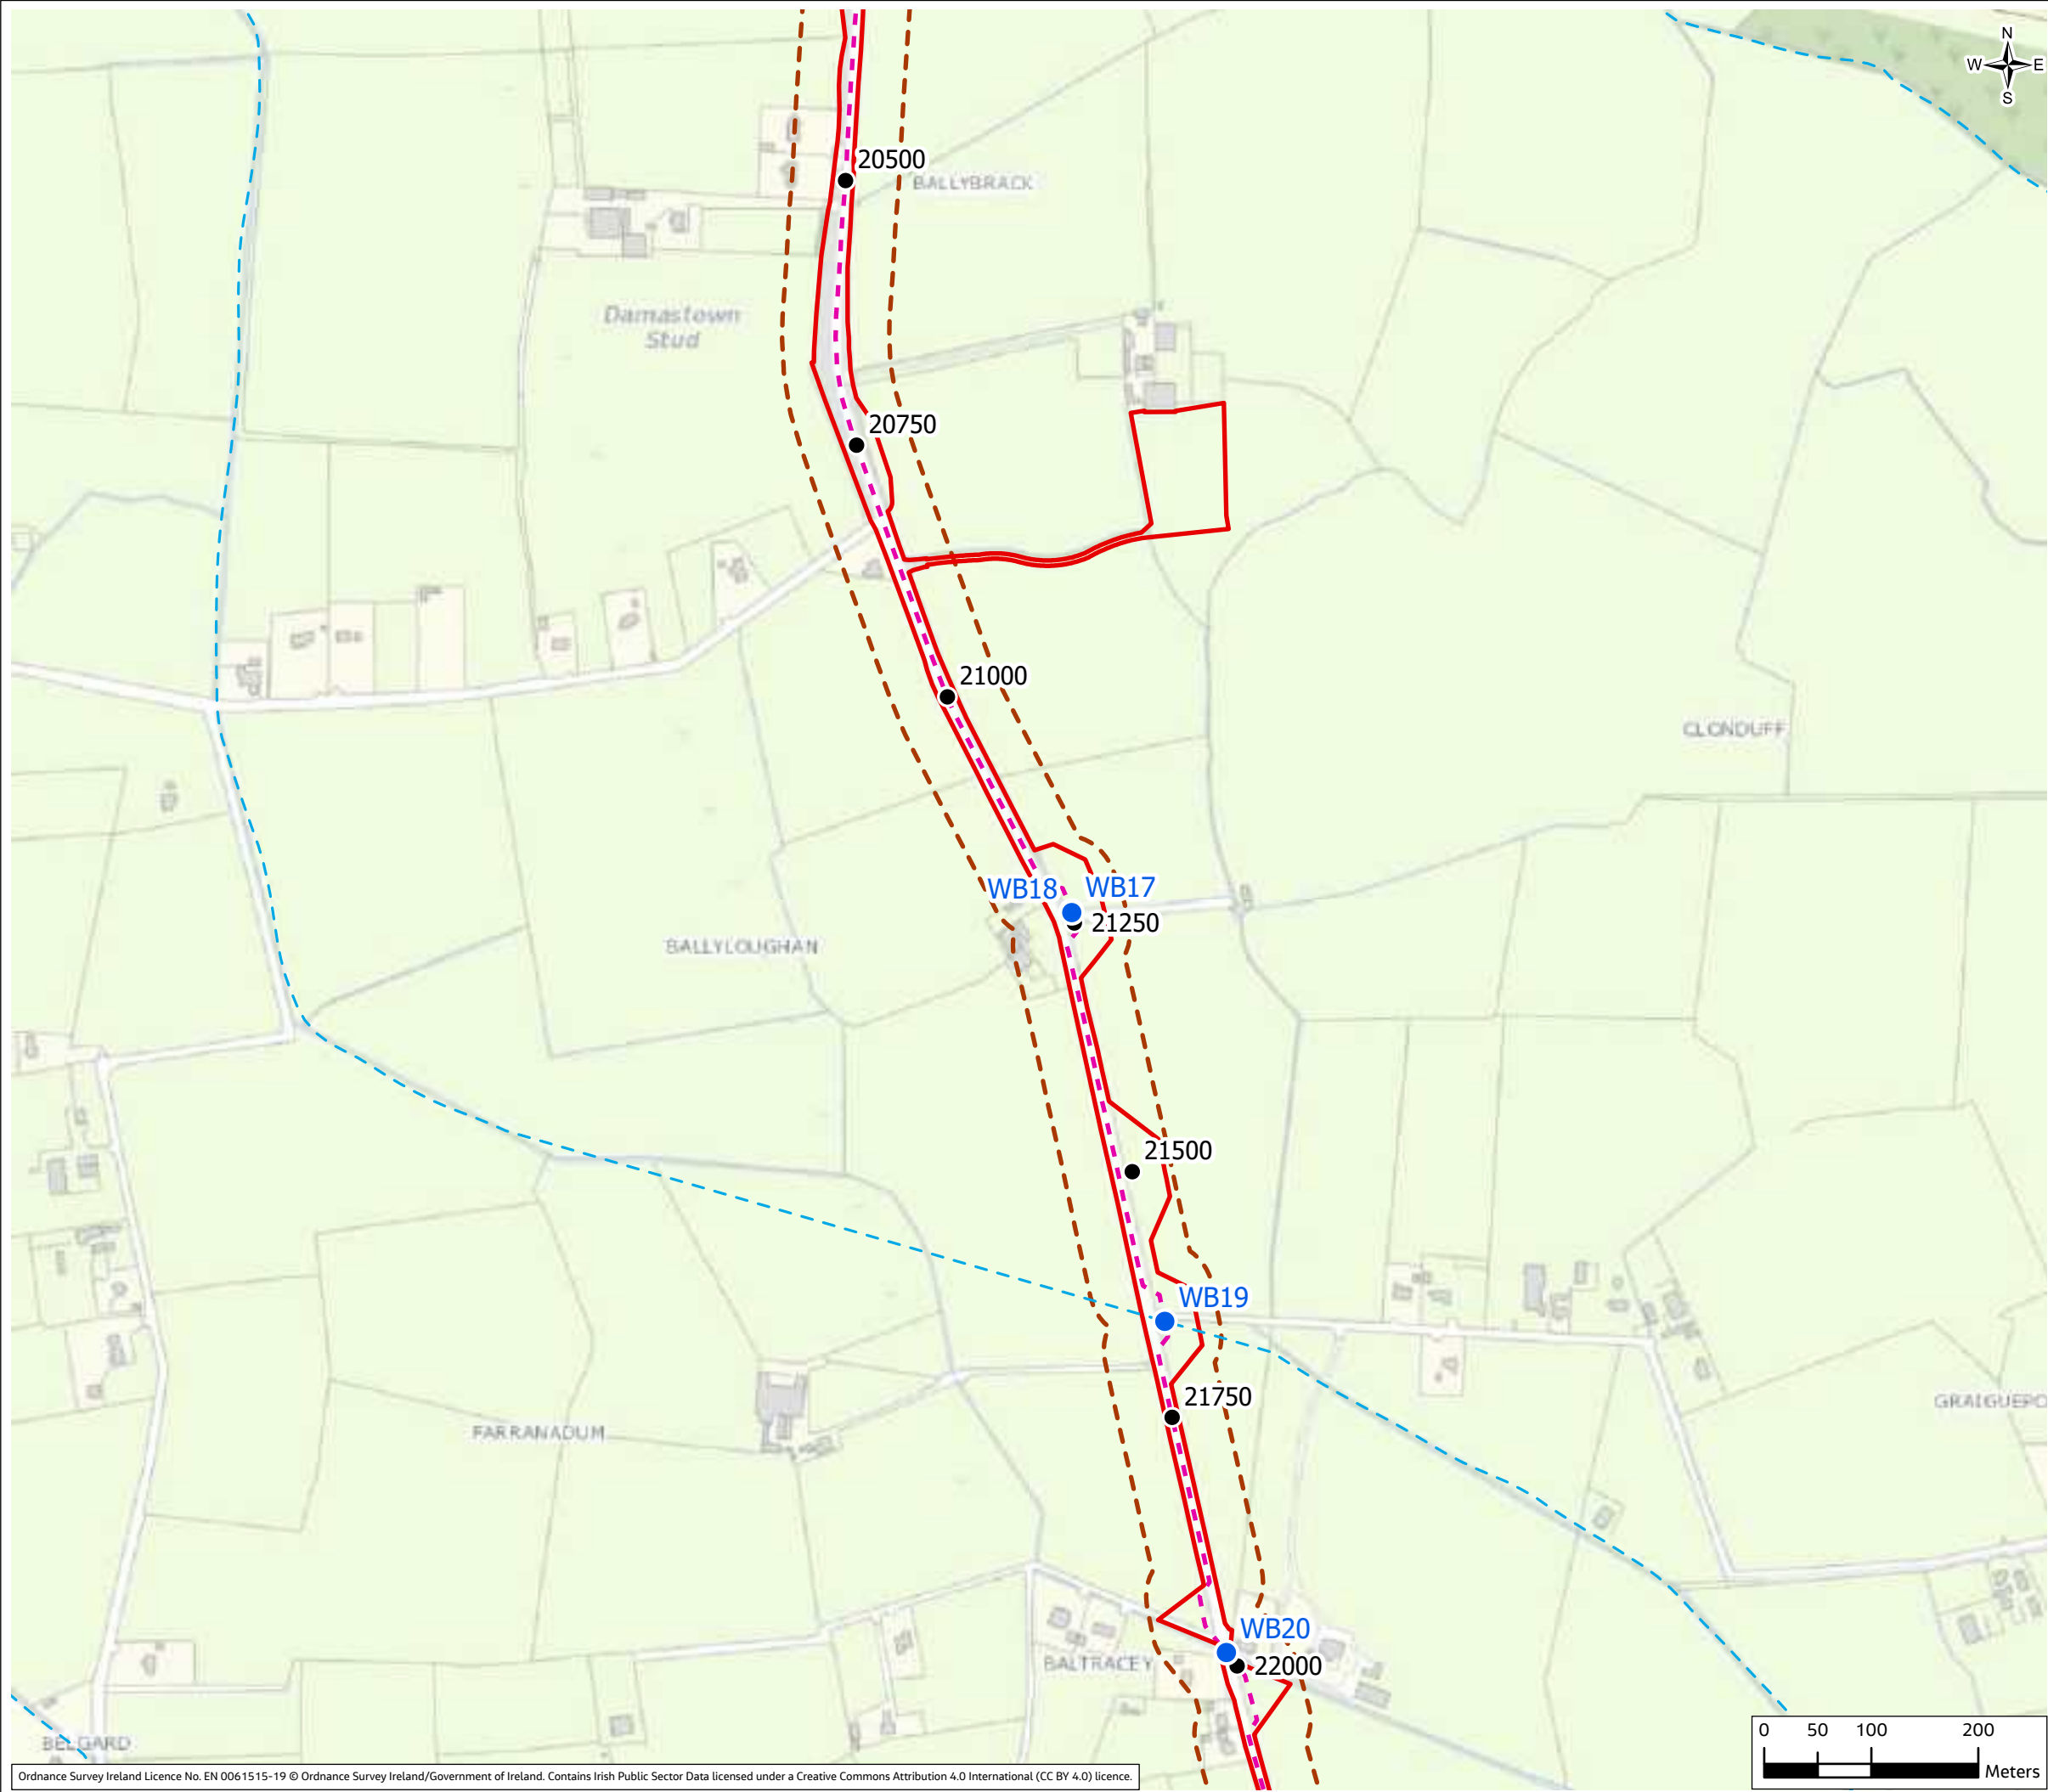 N
W E
S
20500
BALLYBRACK
Damastown
Stud
20750
21000
CLONDUFF
WB18 WB17
21250
BALLYLOUGHAN
21500
WB19
21750
GRAIGUEPO
FARRANADUM
WB20
BALTRACEY
22000
BELGARD
0 50 100 200
Meters
Ordnance Survey Ireland Licence No. EN 0061515-19 © Ordnance Survey Ireland/Government of Ireland. Contains Irish Public Sector Data licensed under a Creative Commons Attribution 4.0 International (CC BY 4.0) licence.